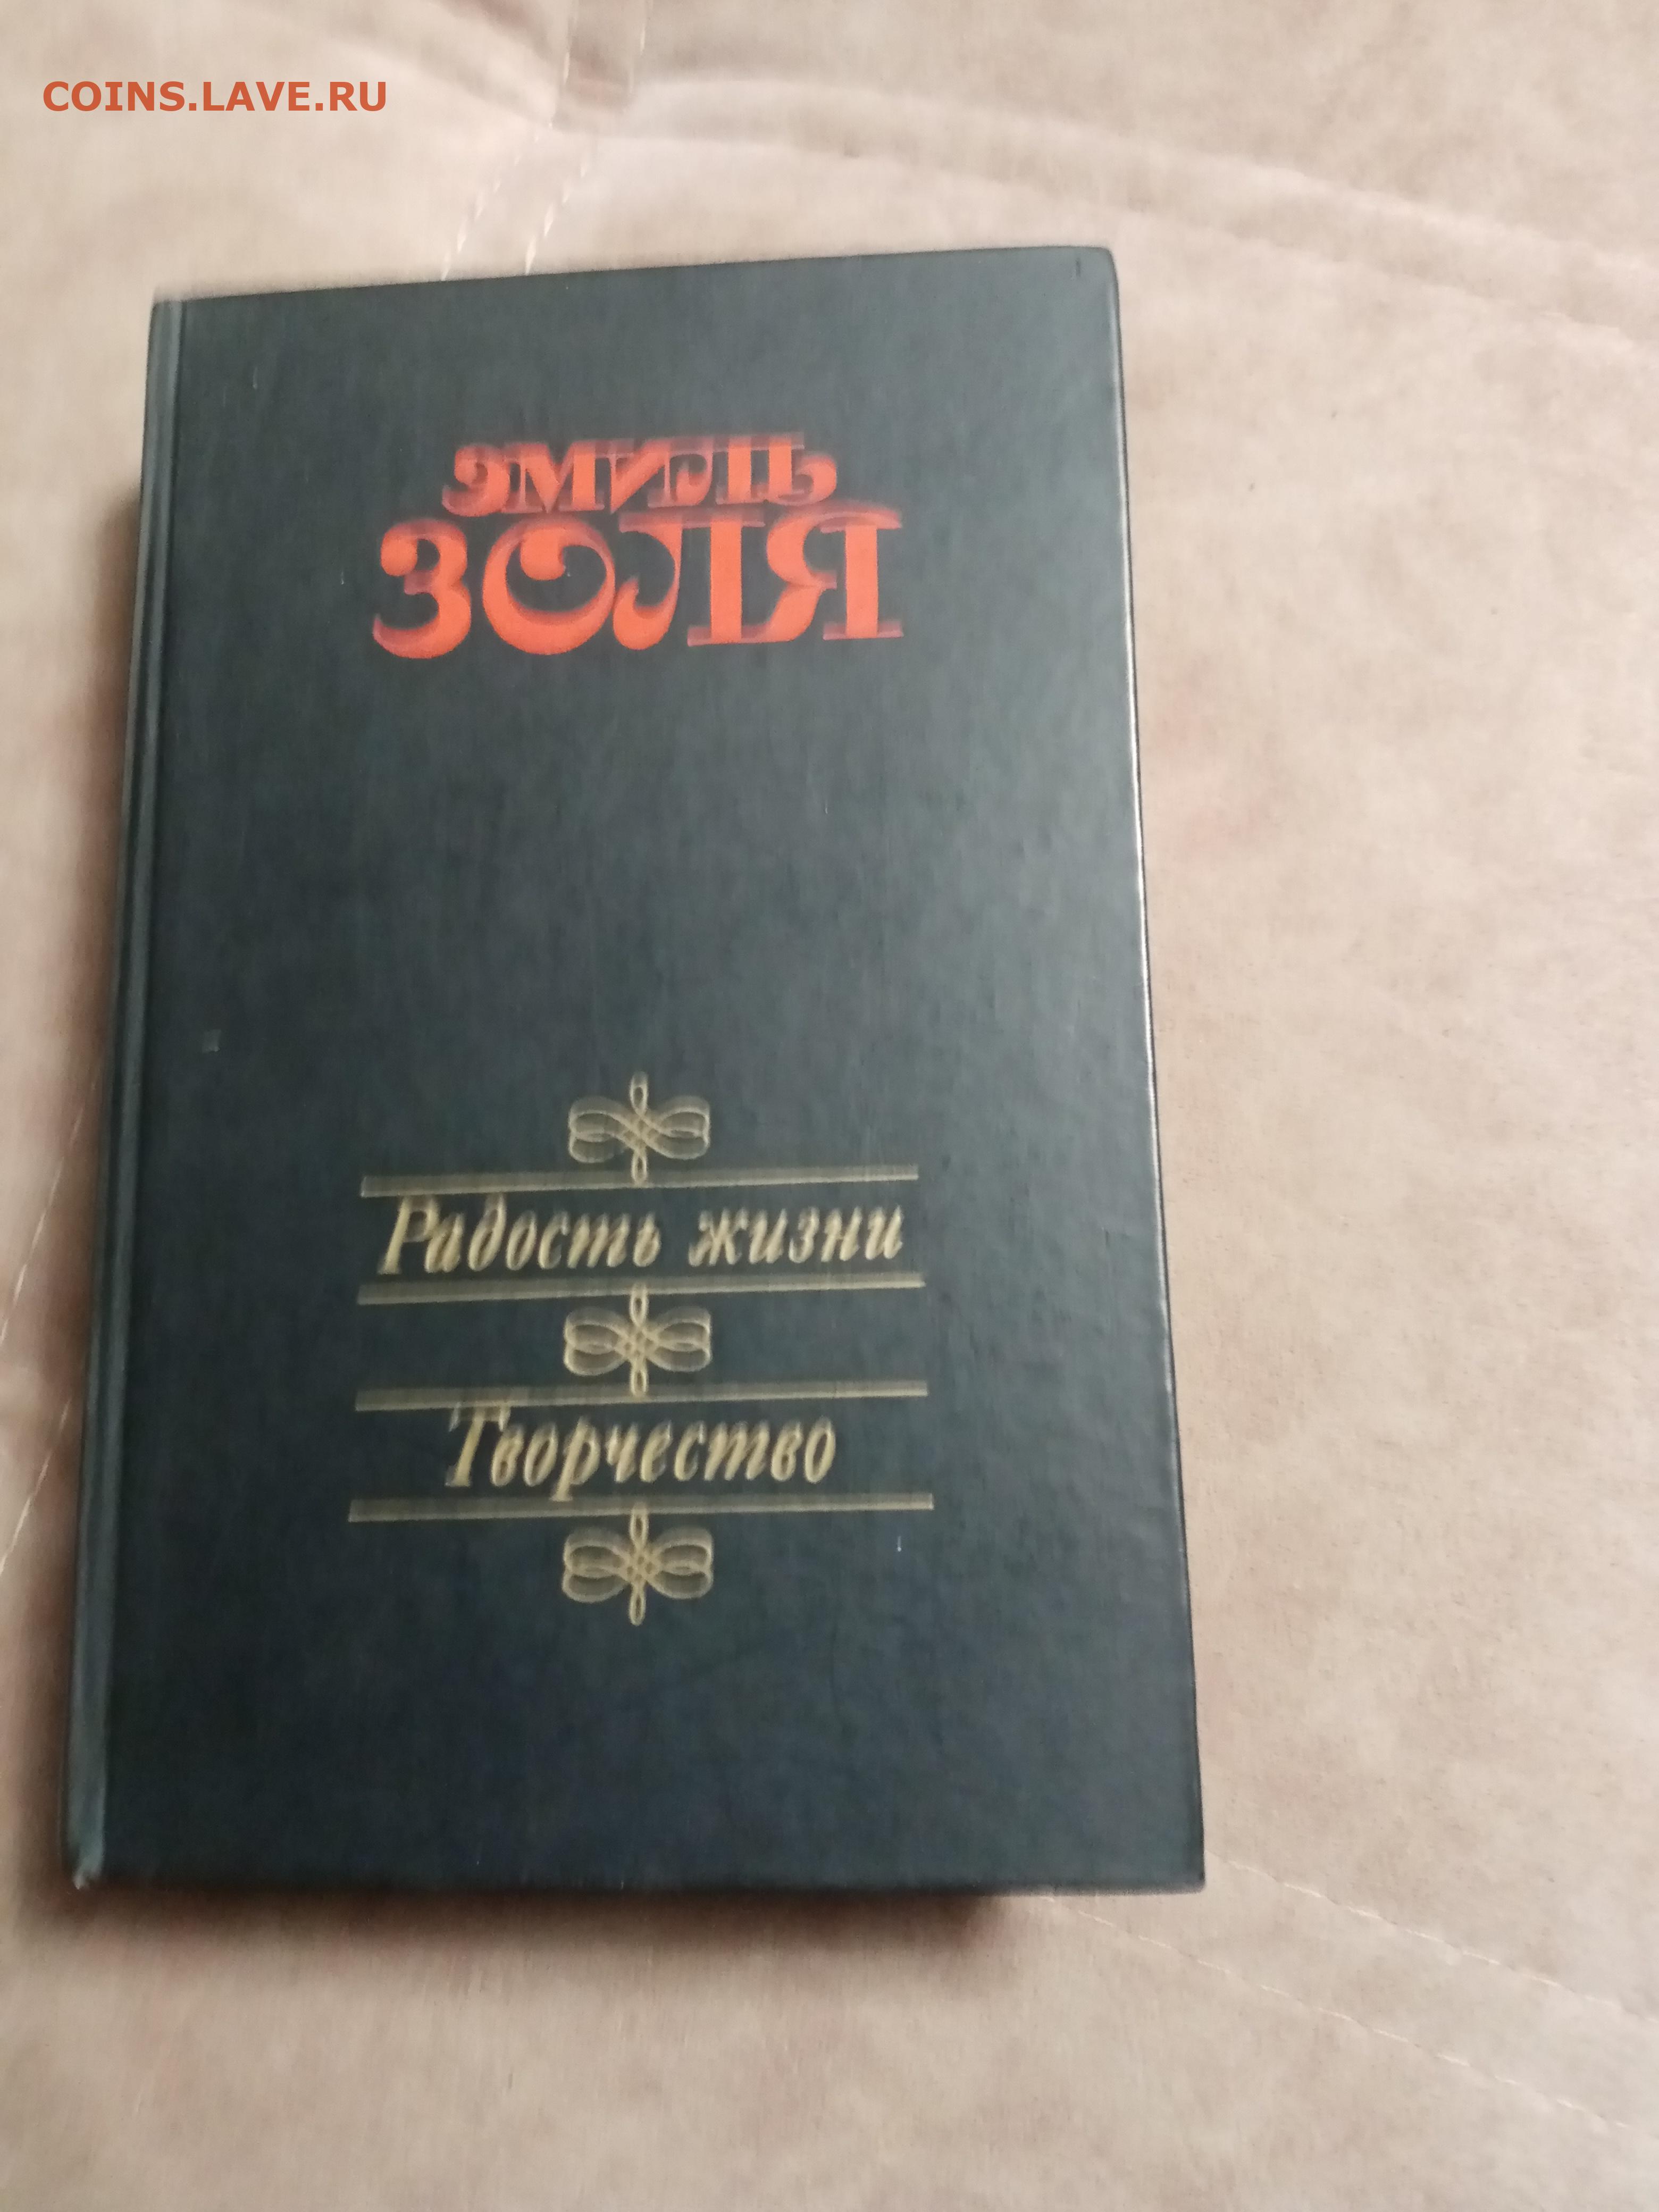 COINS.LAVE.RU
ЭМИЛЬ
ЗОЛЯ
Радость жизни
Творчество